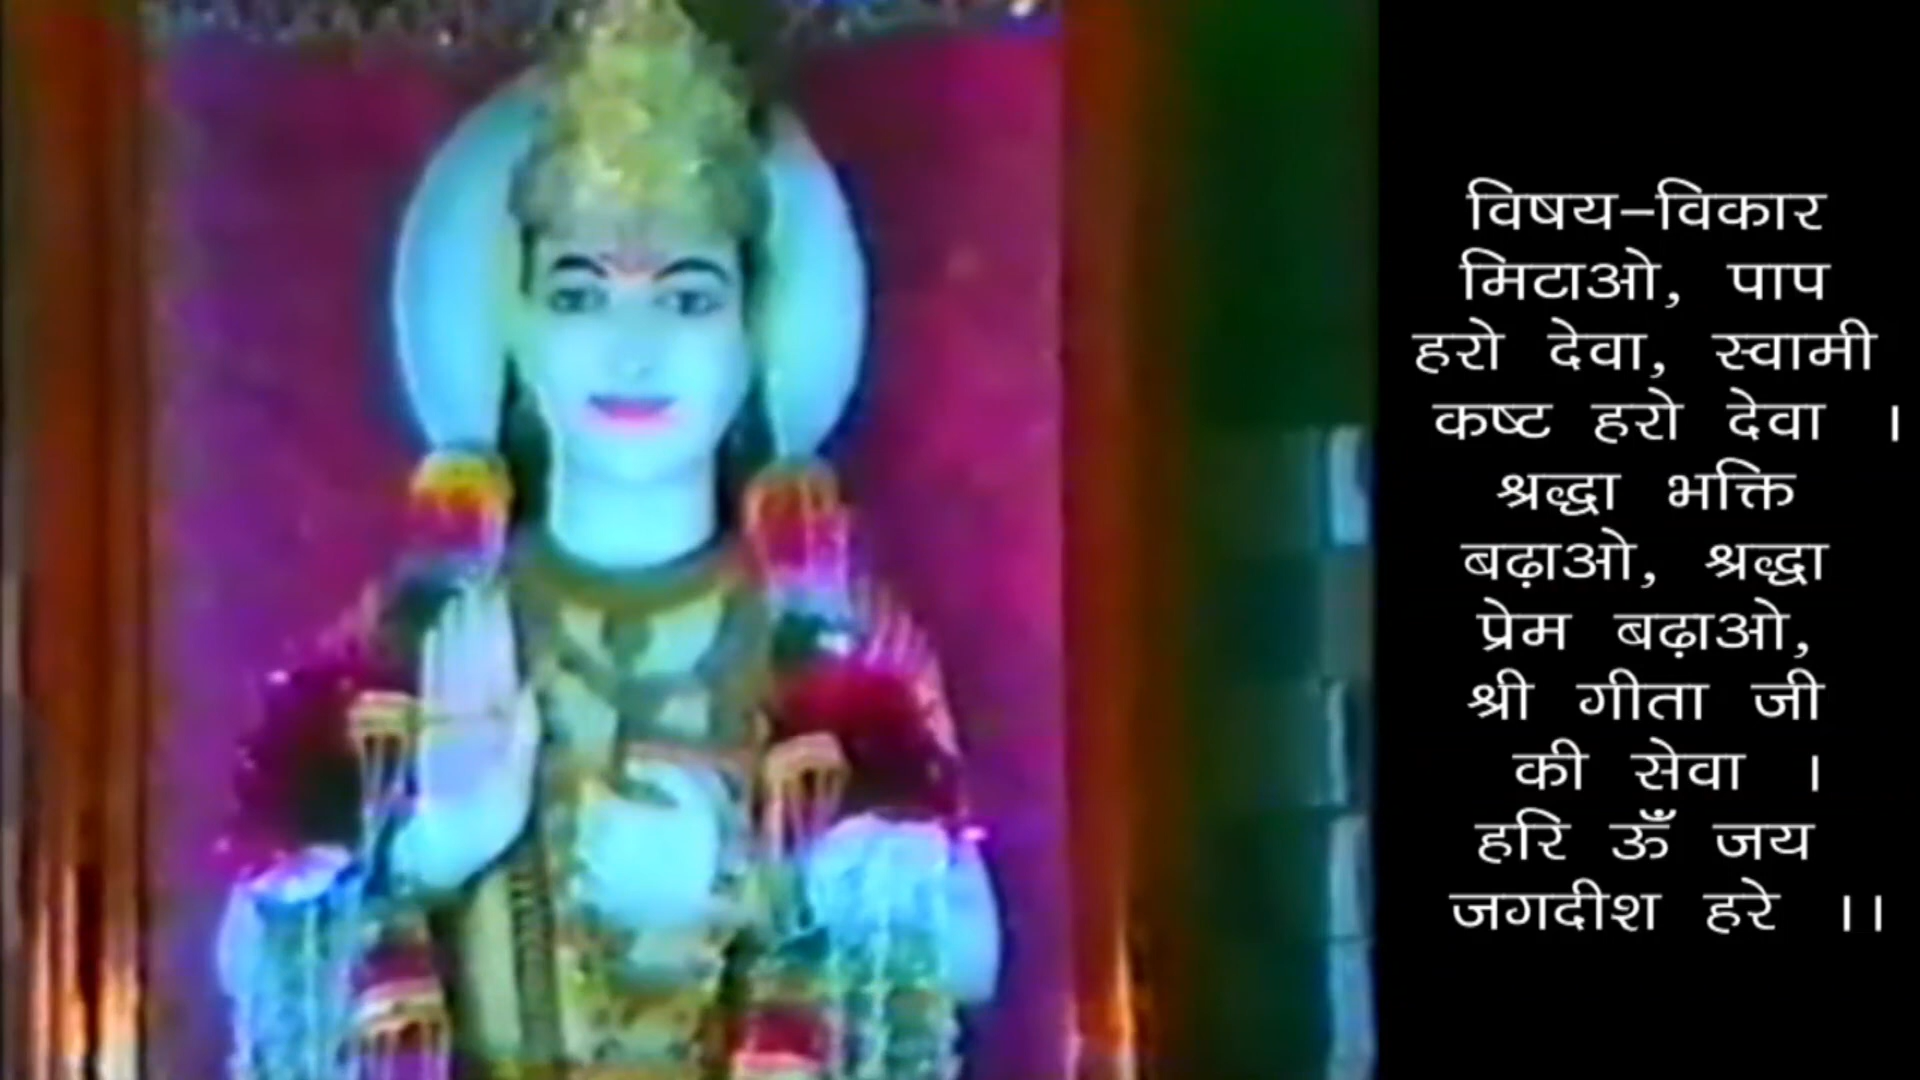 विषय-विकार
मिटाओ, पाप
हरो देवा, स्वामी
कष्ट हरो देवा ।
श्रद्धा भक्ति
बढ़ाओ, श्रद्धा
प्रेम बढ़ाओ,
श्री गीता जी
की सेवा ।
हरि ऊँ जय
जगदीश हरे ।।